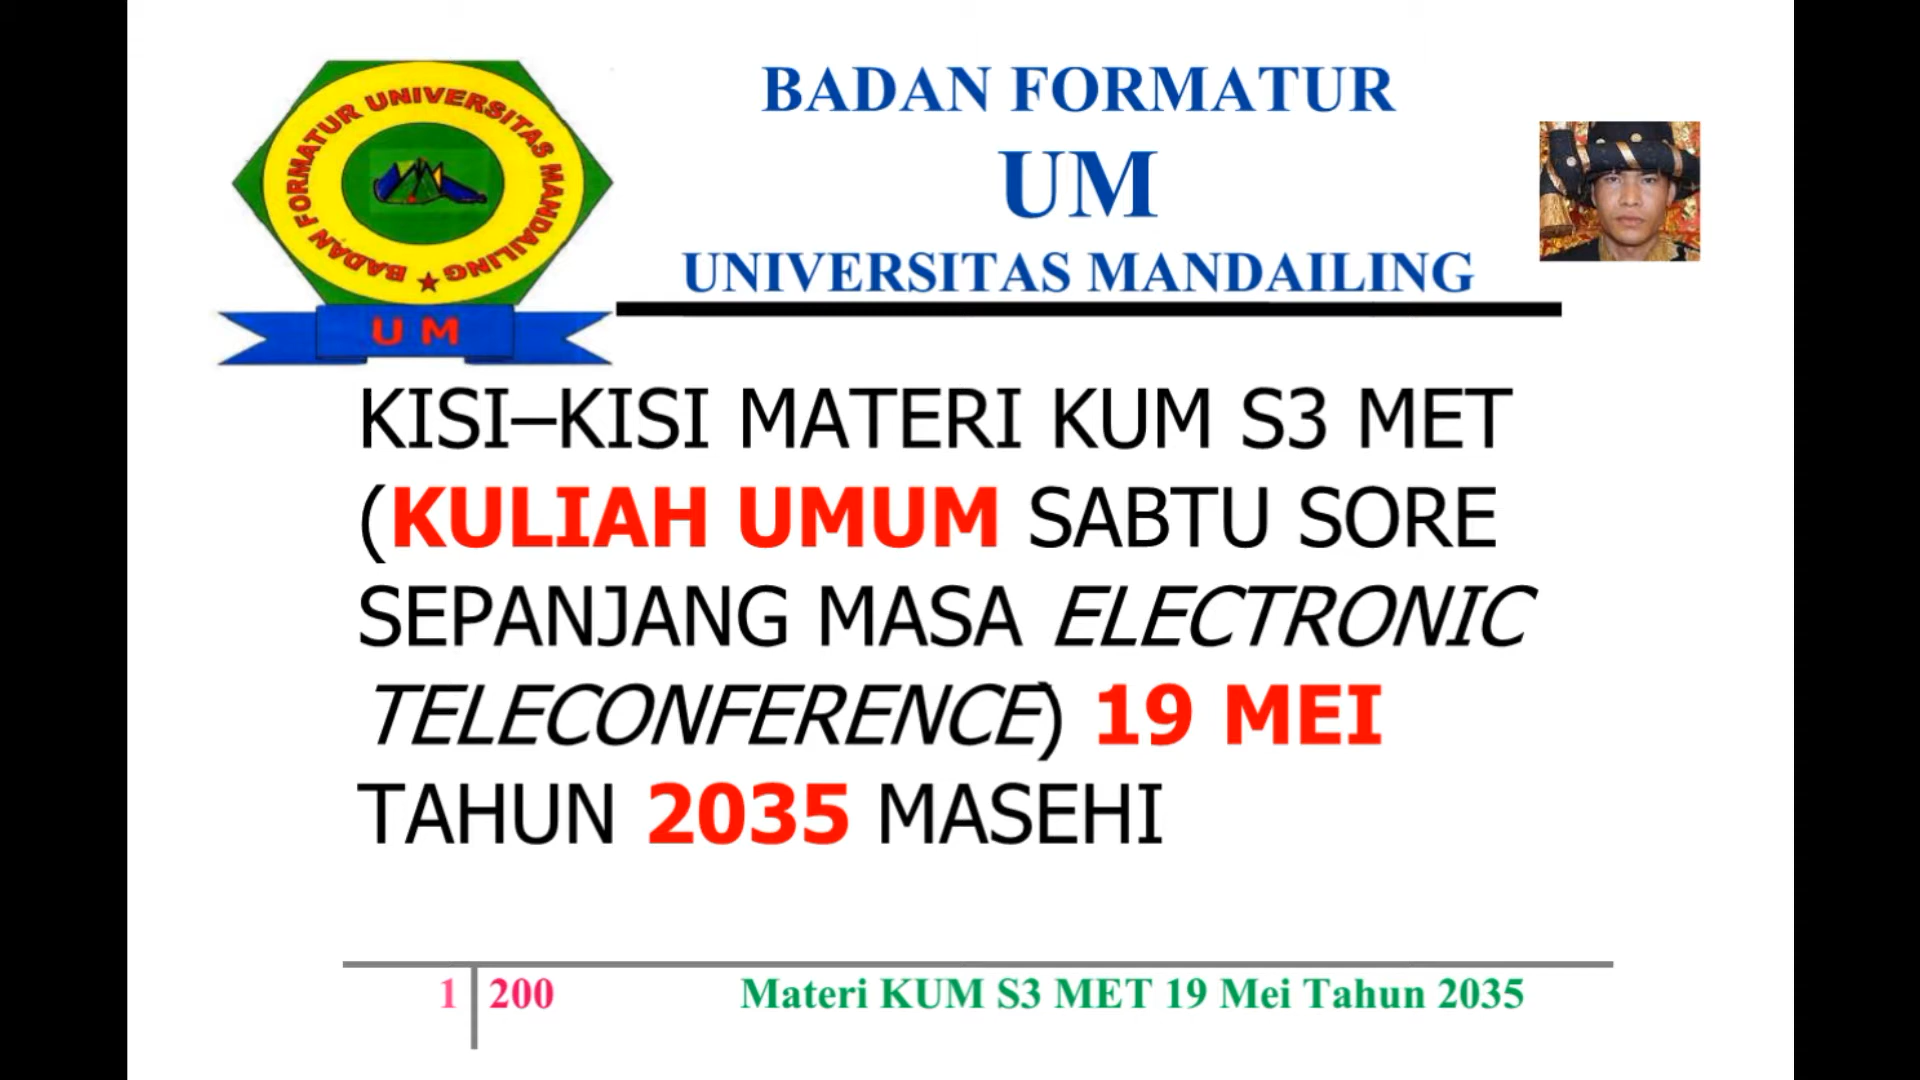 BADAN FORMATUR UNIVERSITAS MANDAILING
U M
BADAN FORMATUR
UM
UNIVERSITAS MANDAILING
KISI–KISI MATERI KUM S3 MET
(KULIAH UMUM SABTU SORE
SEPANJANG MASA ELECTRONIC
TELECONFERENCE) 19 MEI
TAHUN 2035 MASEHI
1 200 Materi KUM S3 MET 19 Mei Tahun 2035